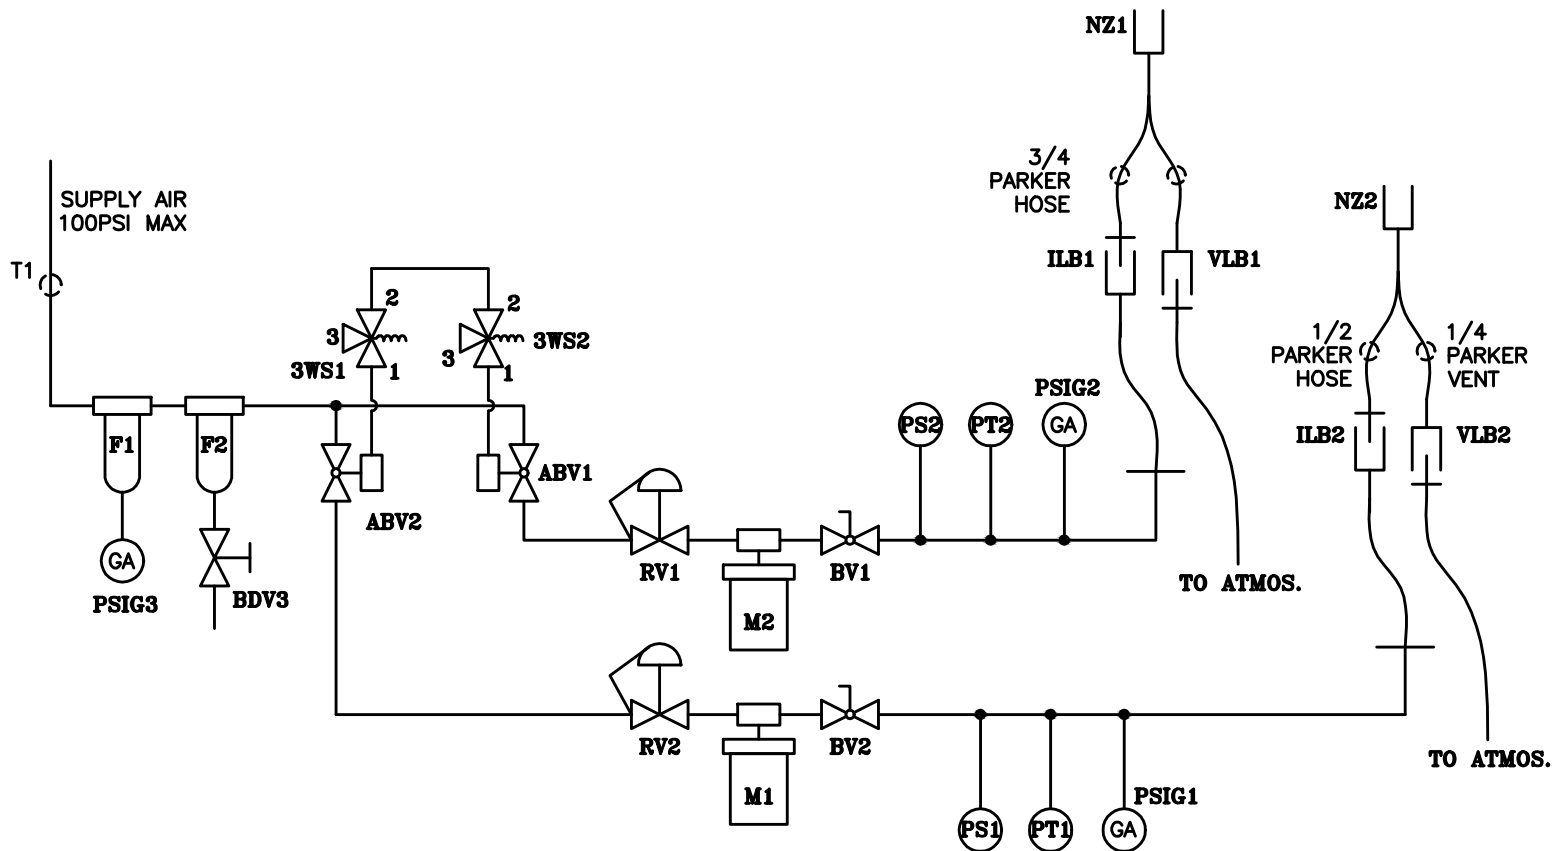 NZ1
3/4
PARKER
HOSE
SUPPLY AIR
100PSI MAX
NZ2
T1
ILB1
VLB1
2
2
3
3WS2
3
3WS1
1
1
1/2
PARKER
HOSE
1/4
PARKER
VENT
PSIG2
PS2
PT2
GA
F1
F2
ILB2
VLB2
ABV1
ABV2
GA
RV1
BV1
TO ATMOS.
PSIG3
BDV3
M2
RV2
BV2
TO ATMOS.
M1
PSIG1
PS1
PT1
GA